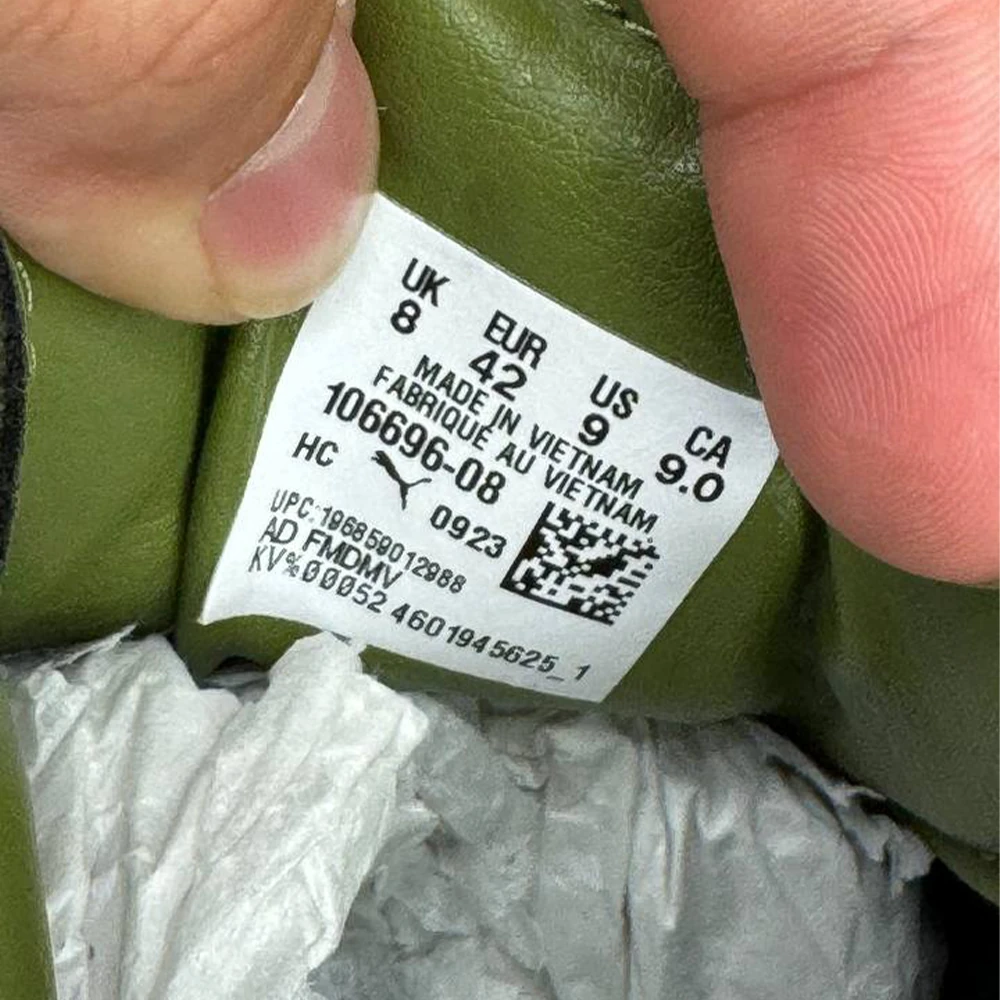 UK EUR US CA
8 42 9 9.0
MADE IN VIETNAM
FABRIQUÉ AU VIETNAM
106696-08
HC 0923
UPC:196859012988
AD FMDMV
KV%00052 4601945625_1